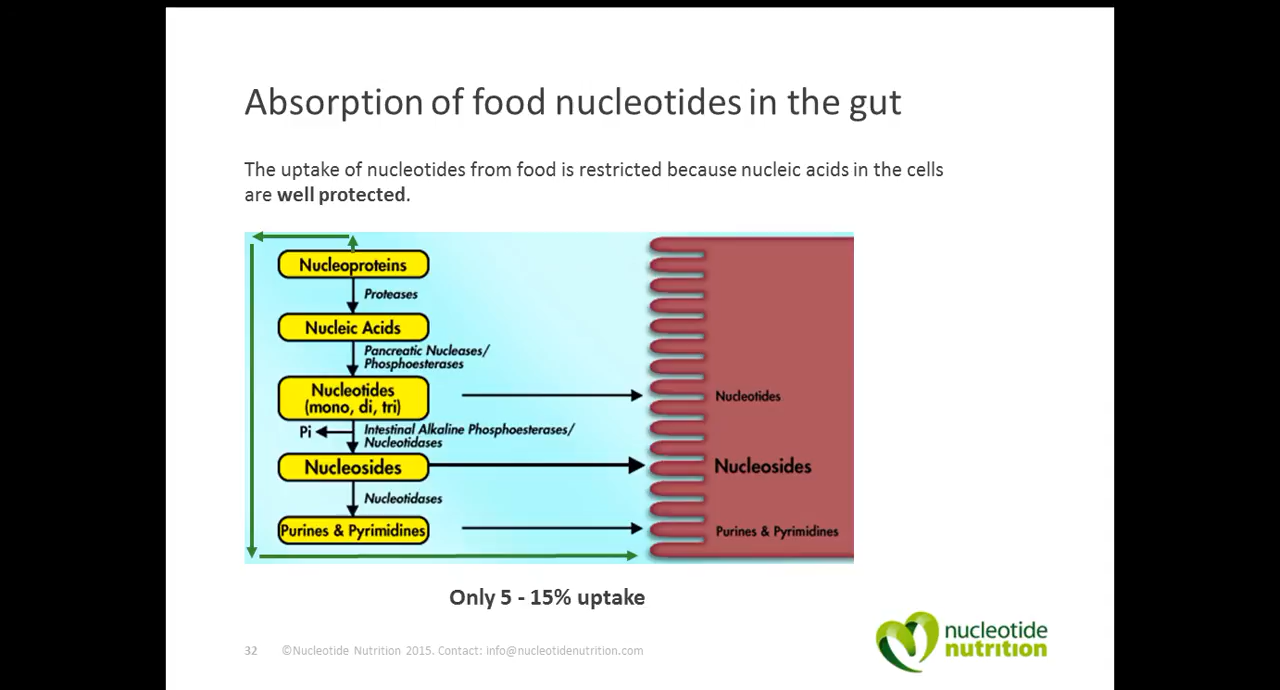 Absorption of food nucleotides in the gut
The uptake of nucleotides from food is restricted because nucleic acids in the cells
are well protected.
Nucleoproteins
Proteases
Nucleic Acids
Pancreatic Nucleases/
Phosphoesterases
Nucleotides
(mono, di, tri)
Nucleotides
Pi
Intestinal Alkaline Phosphoesterases/
Nucleotidases
Nucleosides
Nucleosides
Nucleotidases
Purines & Pyrimidines
Purines & Pyrimidines
Only 5 - 15% uptake
32
©Nucleotide Nutrition 2015. Contact: info@nucleotidenutrition.com
nucleotide
nutrition